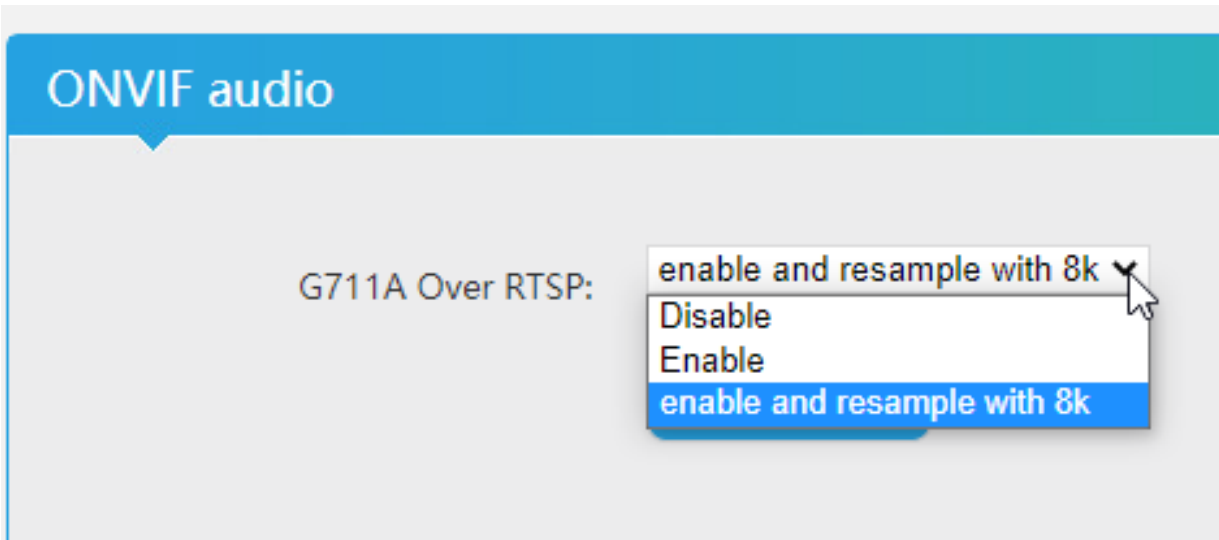 ONVIF audio
G711A Over RTSP:
enable and resample with 8k
Disable
Enable
enable and resample with 8k